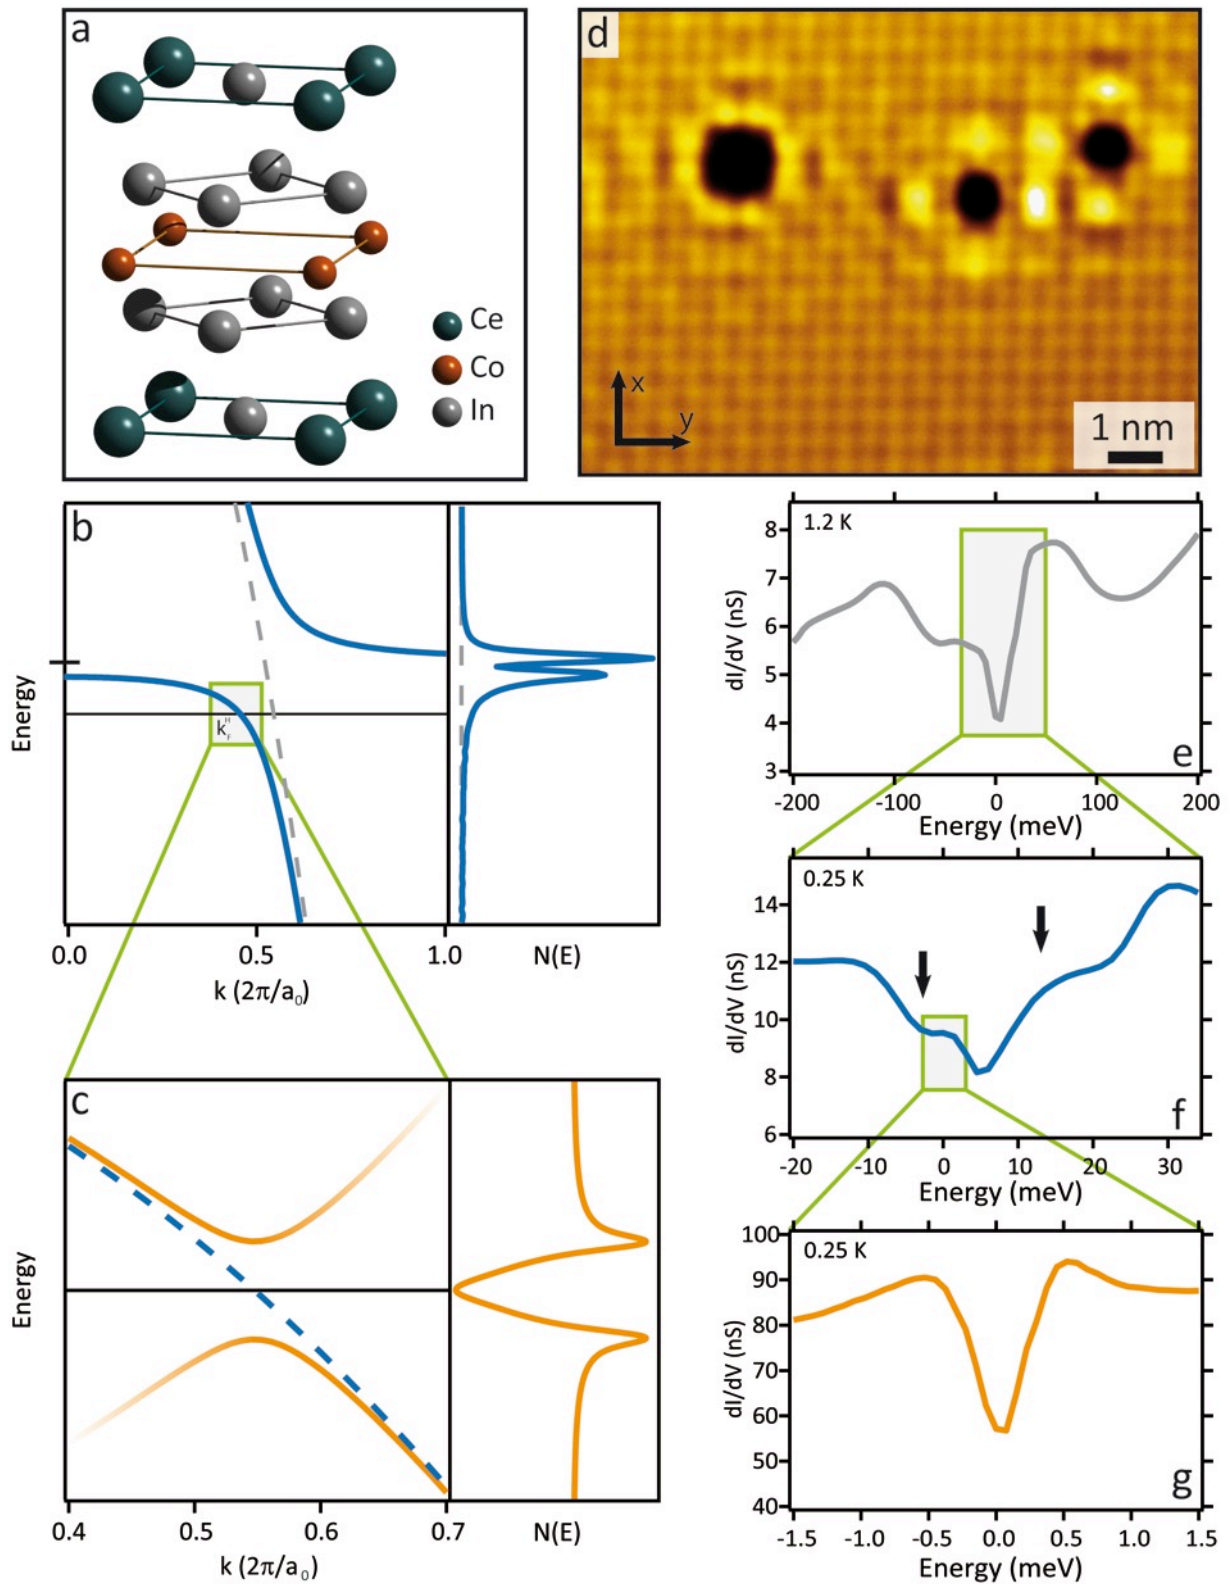 a
Ce
Co
In
d
x
y
1 nm
b
Energy
k_F^H
0.0
0.5
1.0
k (2π/a₀)
N(E)
c
Energy
0.4
0.5
0.6
0.7
k (2π/a₀)
N(E)
1.2 K
e
dI/dV (nS)
8
7
6
5
4
3
-200
-100
0
100
200
Energy (meV)
0.25 K
f
dI/dV (nS)
14
12
10
8
6
-20
-10
0
10
20
30
Energy (meV)
0.25 K
g
dI/dV (nS)
100
90
80
70
60
50
40
-1.5
-1.0
-0.5
0.0
0.5
1.0
1.5
Energy (meV)